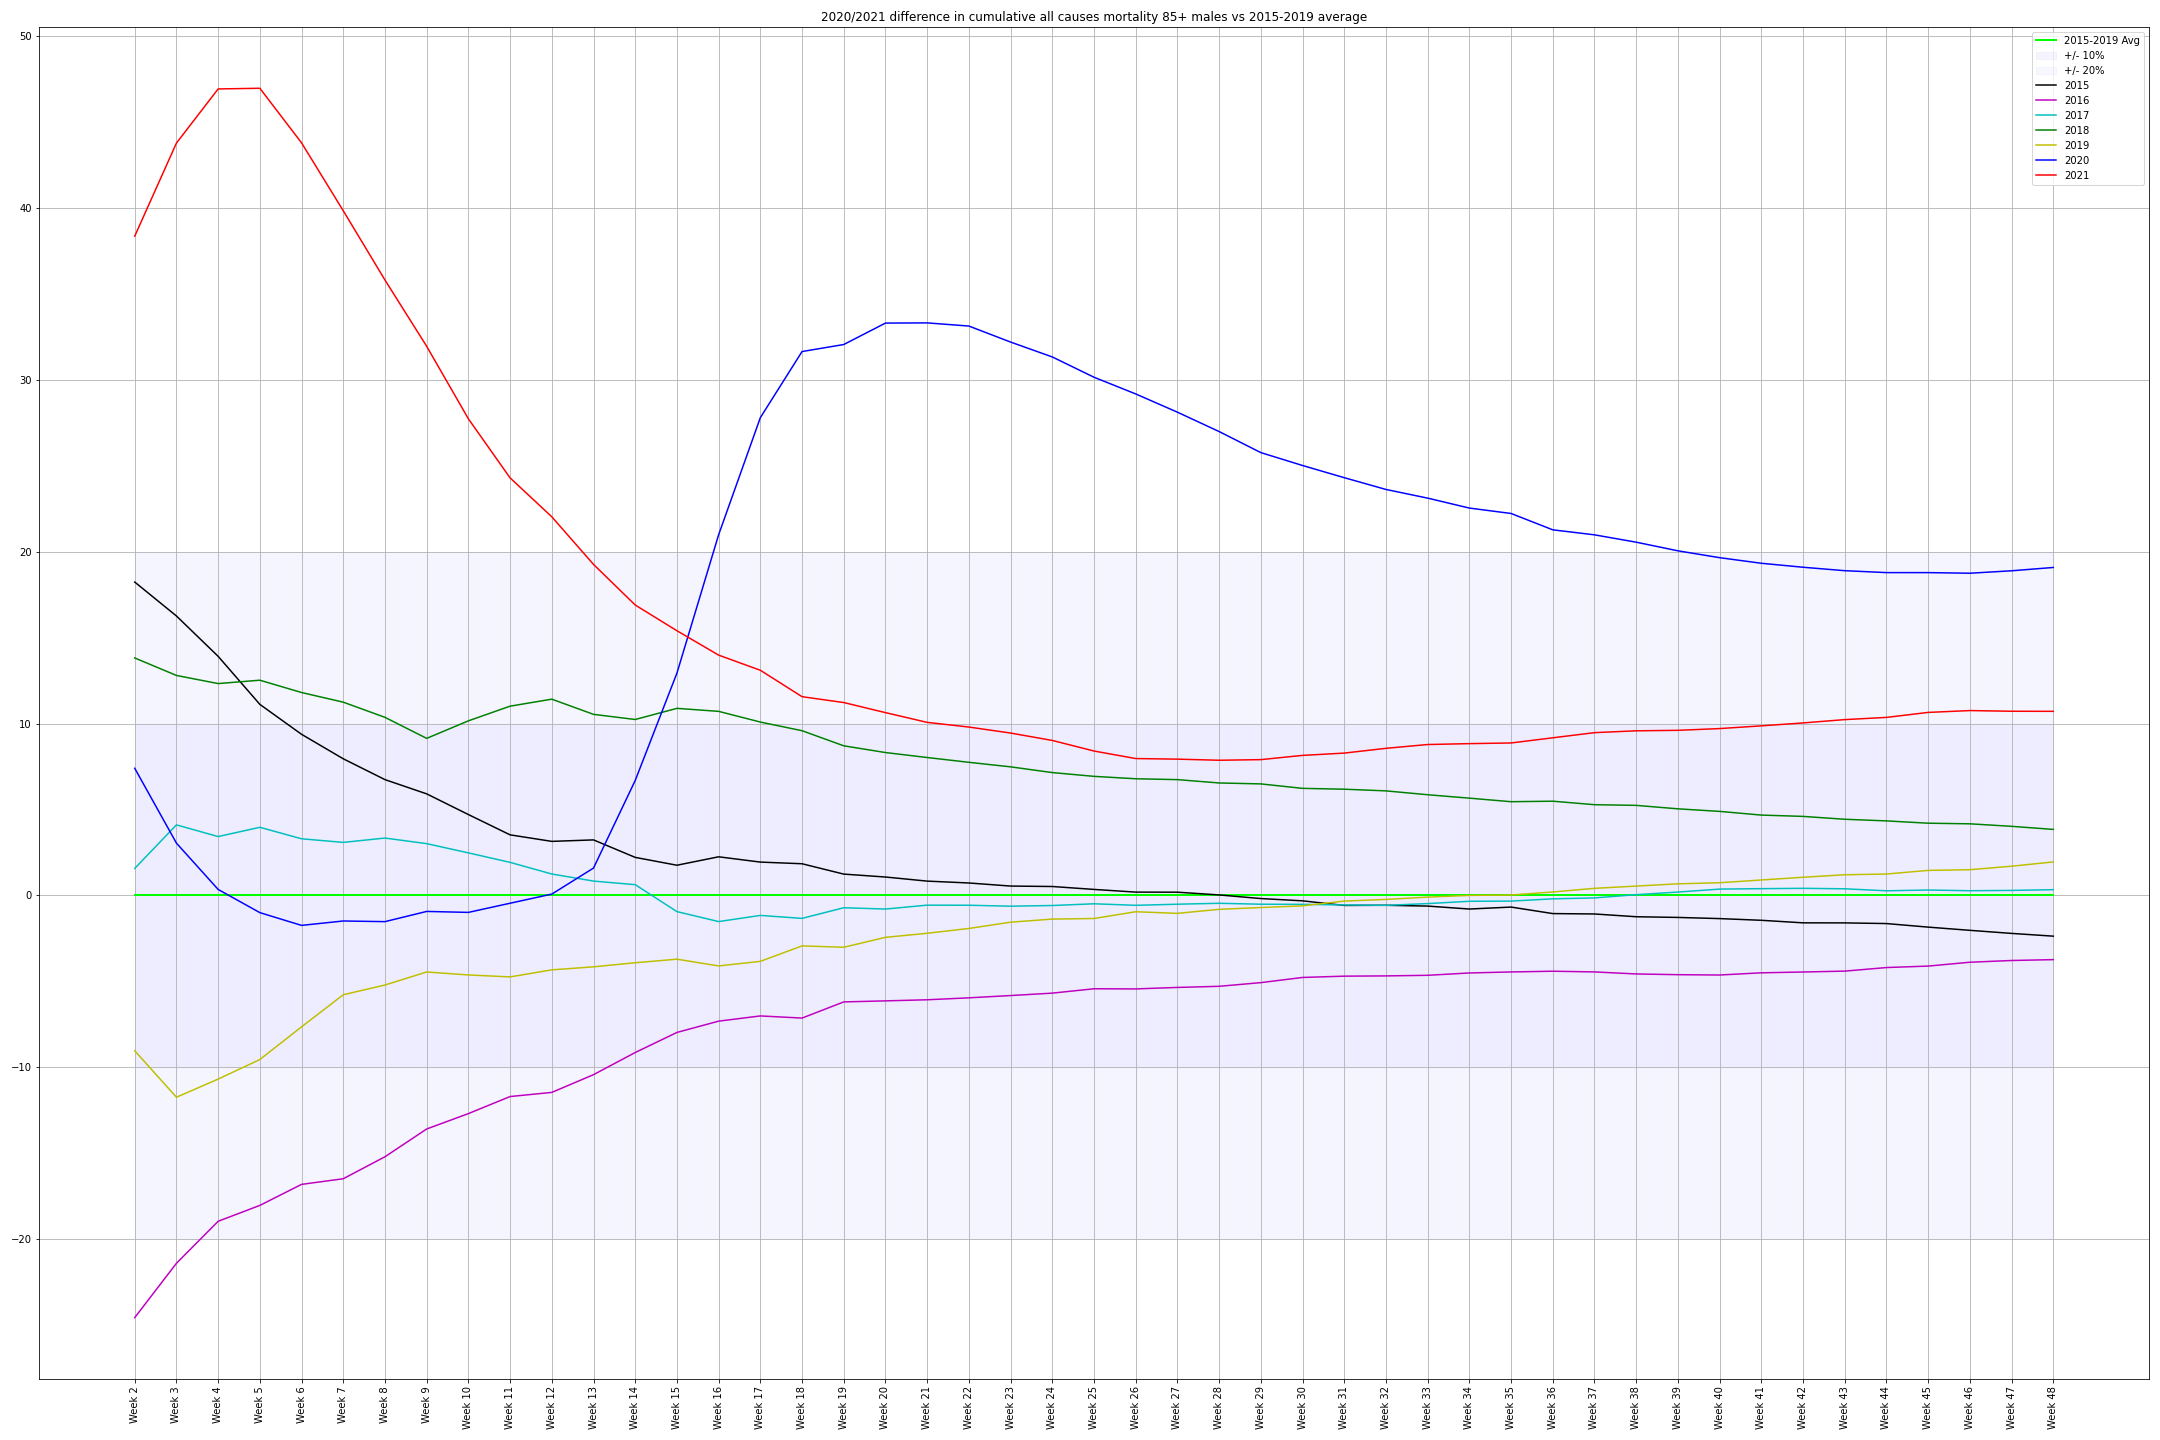 2020/2021 difference in cumulative all causes mortality 85+ males vs 2015-2019 average
2015-2019 Avg
+/- 10%
+/- 20%
2015
2016
2017
2018
2019
2020
2021
50
40
30
20
10
0
−10
−20
Week 2
Week 3
Week 4
Week 5
Week 6
Week 7
Week 8
Week 9
Week 10
Week 11
Week 12
Week 13
Week 14
Week 15
Week 16
Week 17
Week 18
Week 19
Week 20
Week 21
Week 22
Week 23
Week 24
Week 25
Week 26
Week 27
Week 28
Week 29
Week 30
Week 31
Week 32
Week 33
Week 34
Week 35
Week 36
Week 37
Week 38
Week 39
Week 40
Week 41
Week 42
Week 43
Week 44
Week 45
Week 46
Week 47
Week 48